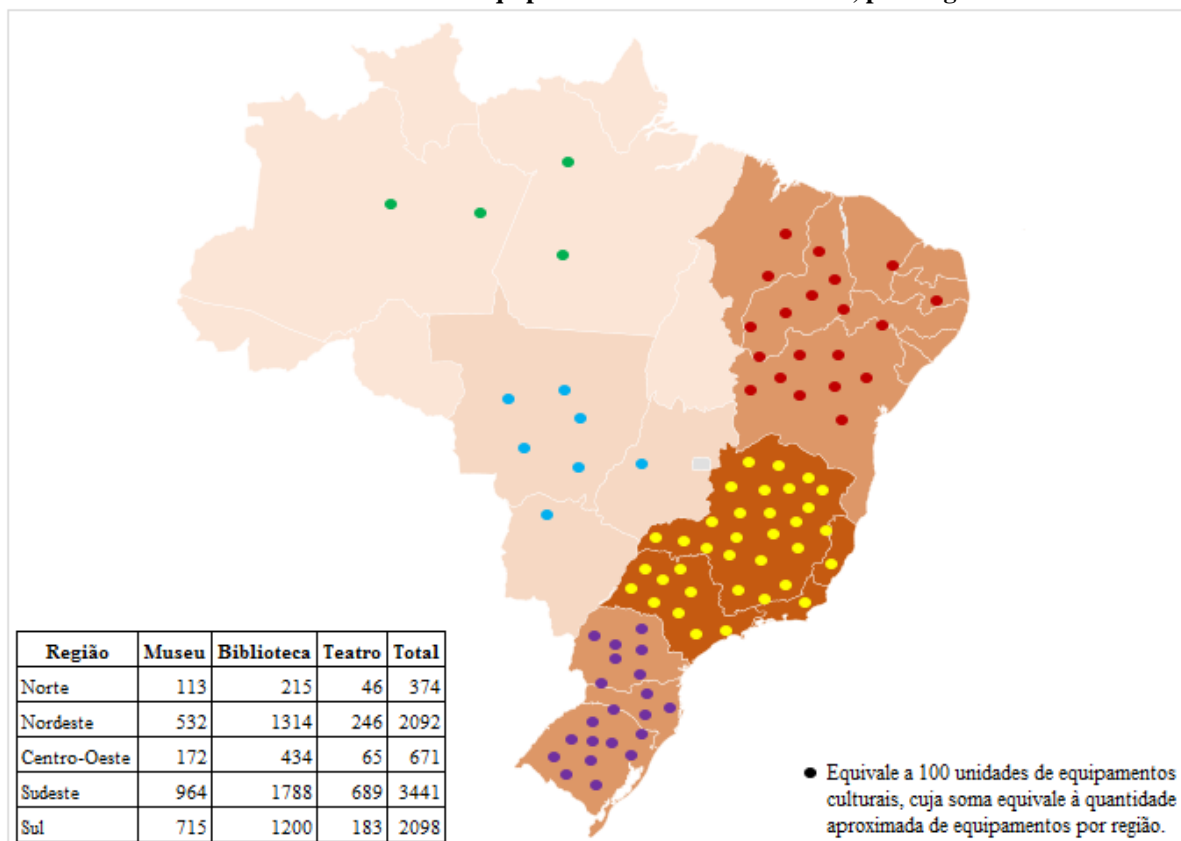 Região Museu Biblioteca Teatro Total
Norte 113 215 46 374
Nordeste 532 1314 246 2092
Centro-Oeste 172 434 65 671
Sudeste 964 1788 689 3441
Sul 715 1200 183 2098
Equivale a 100 unidades de equipamentos
culturais, cuja soma equivale à quantidade
aproximada de equipamentos por região.